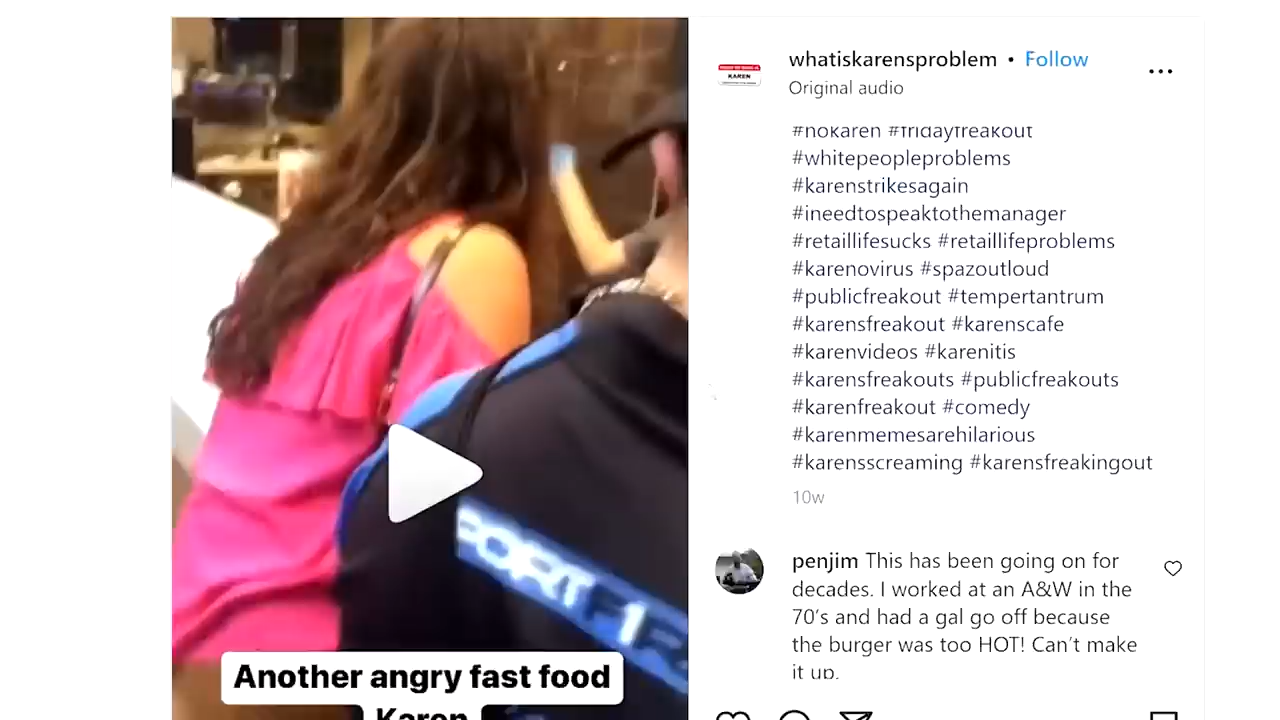 whatiskarensproblem • Follow
Original audio
KAREN
#nokaren #fridayfreakout
#whitepeopleproblems
#karenstrikesagain
#ineedtospeaktothemanager
#retaillifesucks #retaillifeproblems
#karenovirus #spazoutloud
#publicfreakout #tempertantrum
#karensfreakout #karenscafe
#karenvideos #karenitis
#karensfreakouts #publicfreakouts
#karenfreakout #comedy
#karenmemesarehilarious
#karensscreaming #karensfreakingout
10w
penjim This has been going on for
decades. I worked at an A&W in the
70's and had a gal go off because
the burger was too HOT! Can't make
it up.
Another angry fast food
Karen